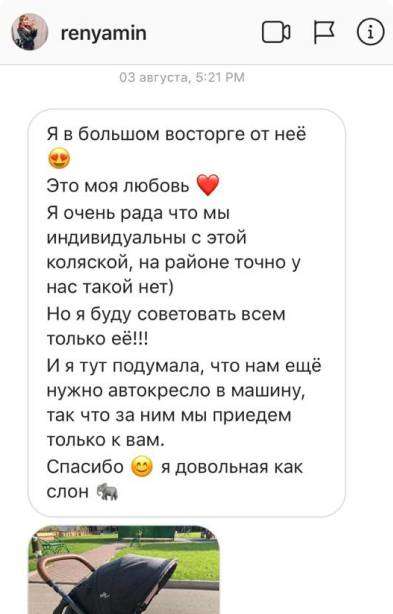 renyamin
03 августа, 5:21 PM
Я в большом восторге от неё
😍
Это моя любовь ❤️
Я очень рада что мы
индивидуальны с этой
коляской, на районе точно у
нас такой нет)
Но я буду советовать всем
только её!!!
И я тут подумала, что нам ещё
нужно автокресло в машину,
так что за ним мы приедем
только к вам.
Спасибо 😊 я довольная как
слон 🐘